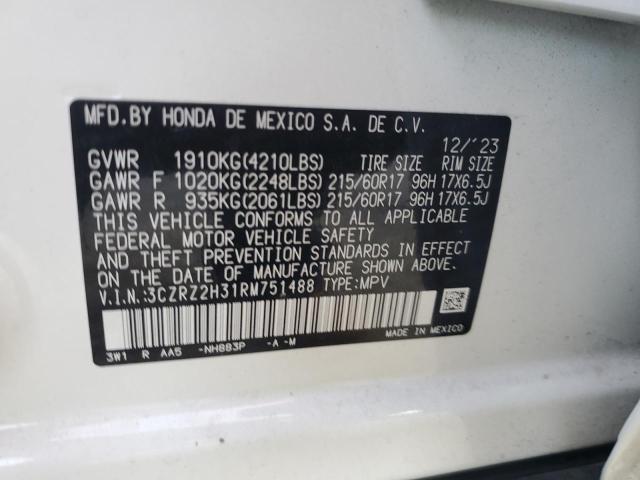 MFD.BY HONDA DE MEXICO S.A. DE C.V.
12/'23
GVWR 1910KG(4210LBS) TIRE SIZE RIM SIZE
GAWR F 1020KG(2248LBS) 215/60R17 96H 17X6.5J
GAWR R 935KG(2061LBS) 215/60R17 96H 17X6.5J
THIS VEHICLE CONFORMS TO ALL APPLICABLE
FEDERAL MOTOR VEHICLE SAFETY
AND THEFT PREVENTION STANDARDS IN EFFECT
ON THE DATE OF MANUFACTURE SHOWN ABOVE.
V.I.N.:3CZRZ2H31RM751488 TYPE:MPV
MADE IN MEXICO
3W1 R AA5 -NH883P -A -M